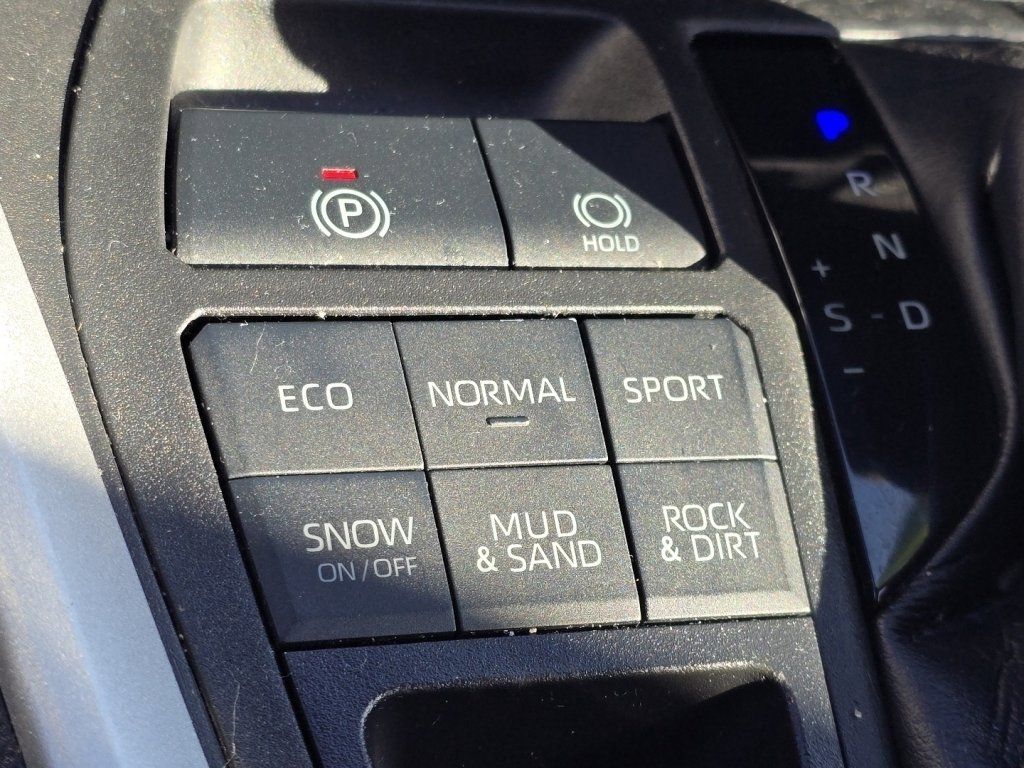 P
HOLD
R
N
+
S - D
−
ECO
NORMAL
SPORT
SNOW
ON / OFF
MUD
& SAND
ROCK
& DIRT